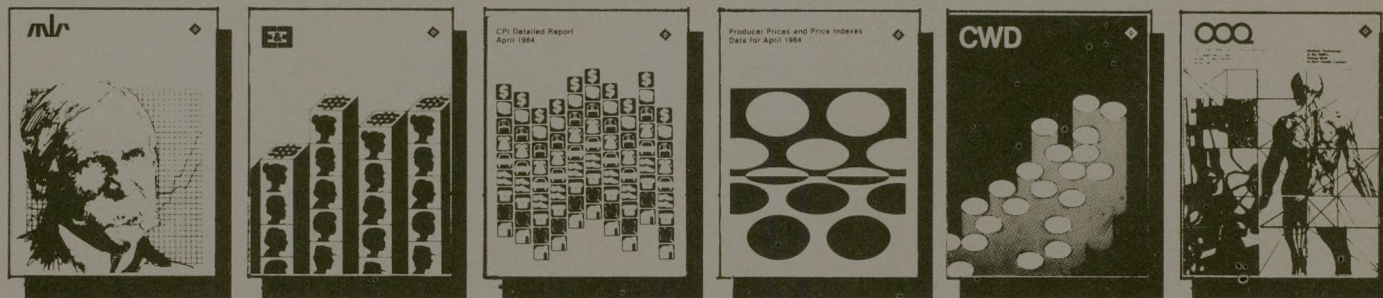 mlr
CPI Detailed Report
April 1984
Producer Prices and Price Indexes
Data for April 1984
CWD
OOQ